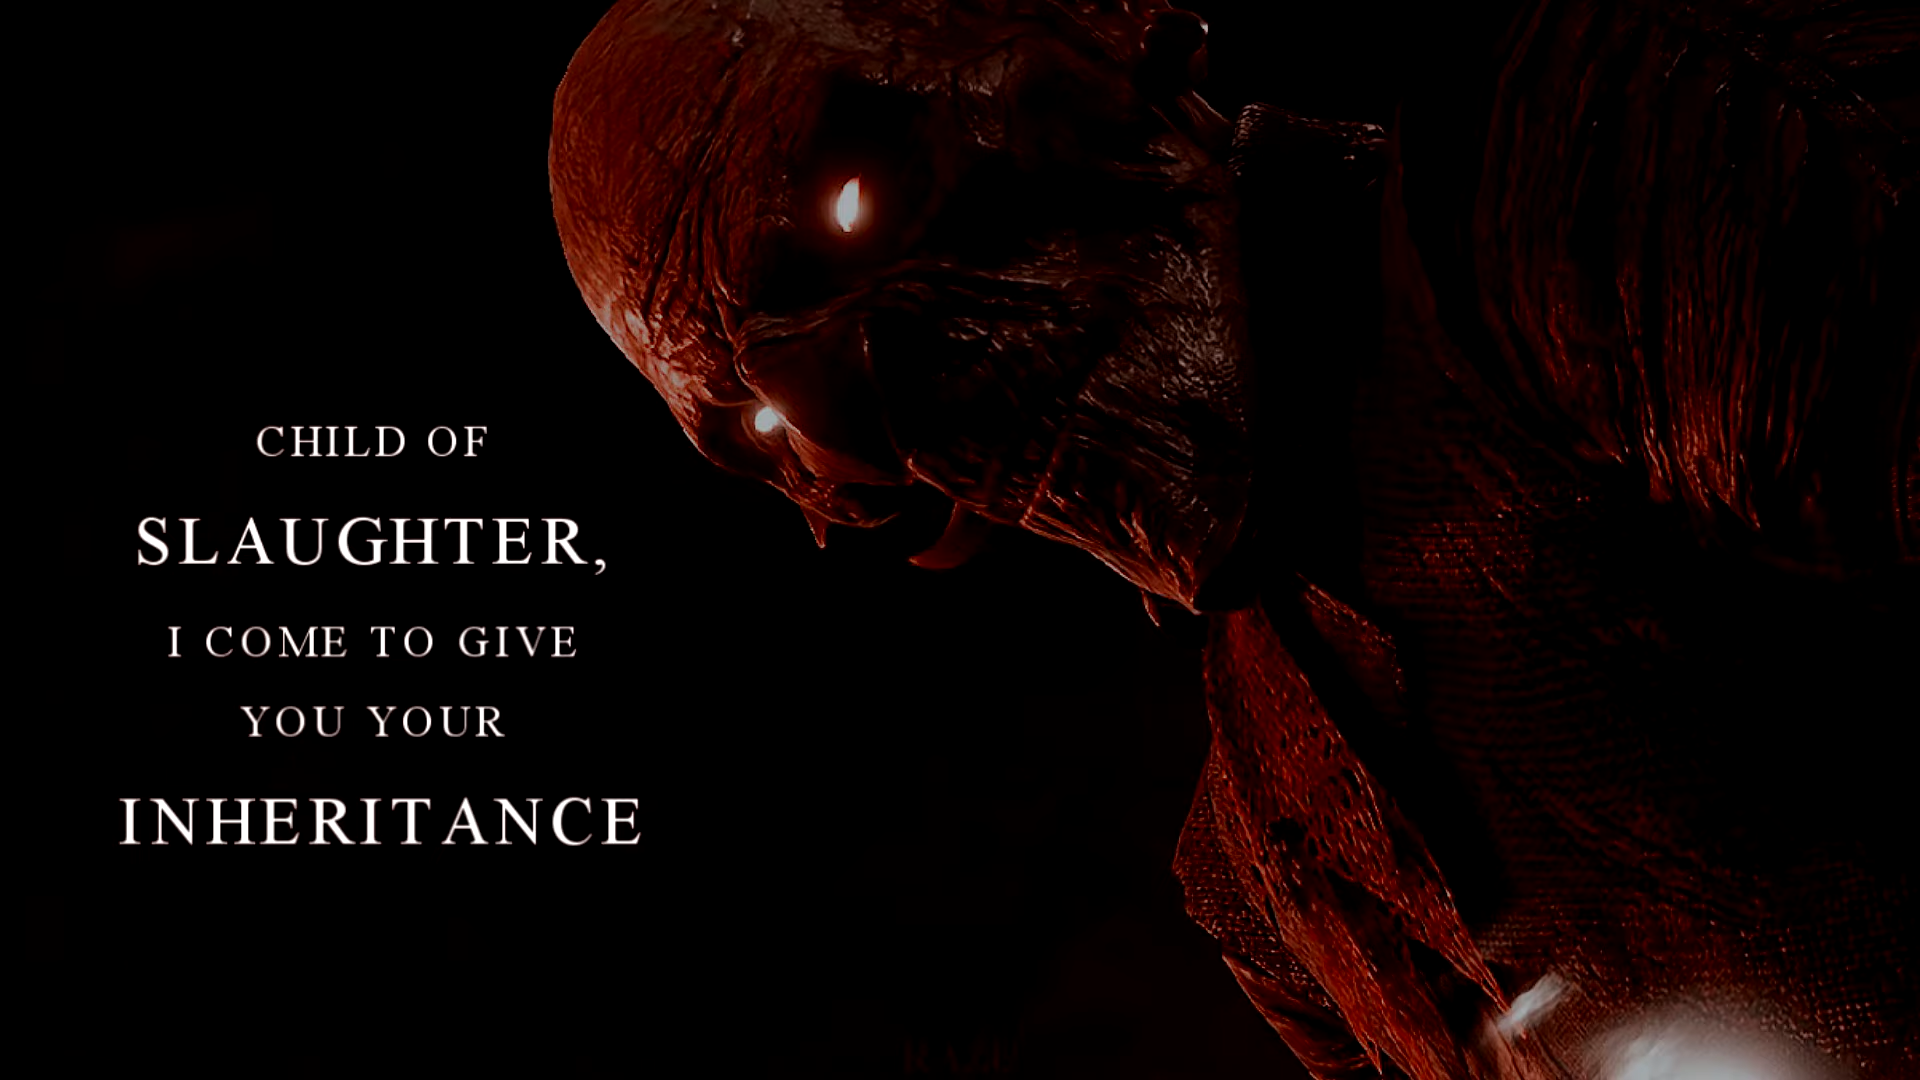 CHILD OF
SLAUGHTER,
I COME TO GIVE
YOU YOUR
INHERITANCE